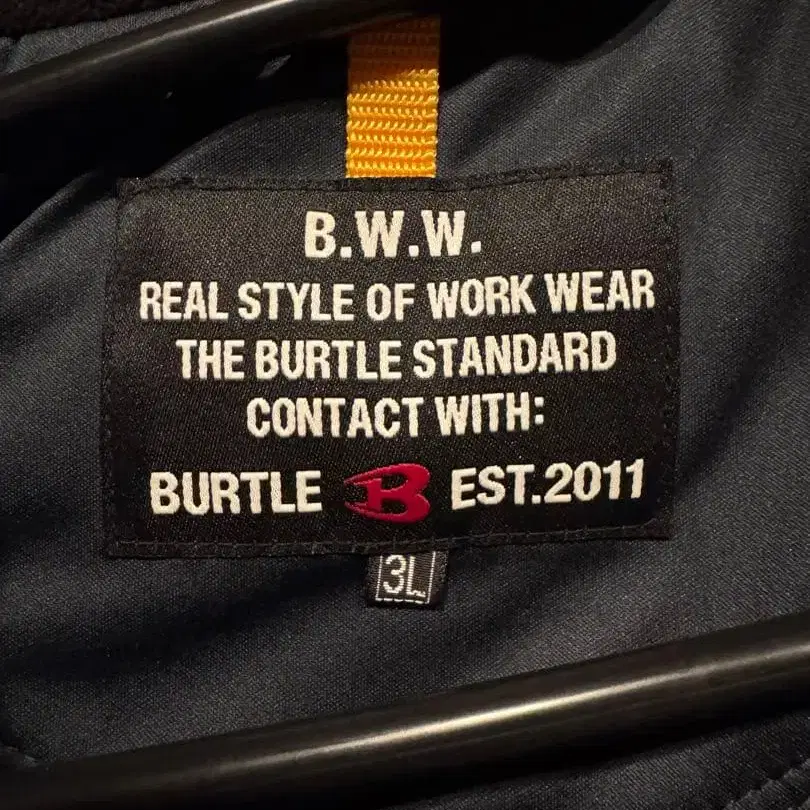 B.W.W.
REAL STYLE OF WORK WEAR
THE BURTLE STANDARD
CONTACT WITH:
BURTLE B EST.2011
3L